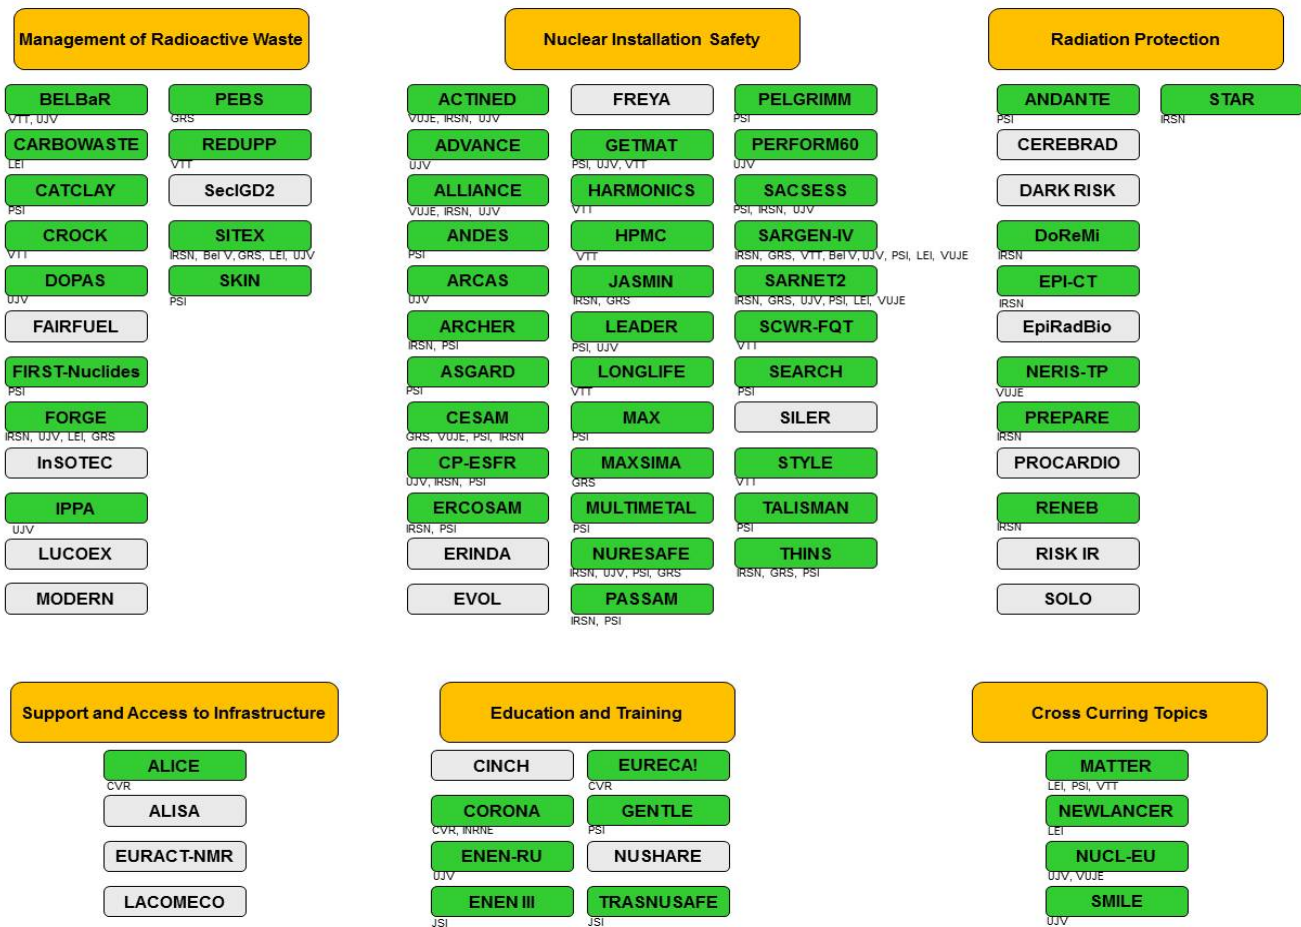 Management of Radioactive Waste
BELBaR
VTT, UJV
CARBOWASTE
LEI
CATCLAY
PSI
CROCK
VTT
DOPAS
UJV
FAIRFUEL
FIRST-Nuclides
PSI
FORGE
IRSN, UJV, LEI, GRS
InSOTEC
IPPA
UJV
LUCOEX
MODERN
PEBS
GRS
REDUPP
VTT
SecIGD2
SITEX
IRSN, Bel V, GRS, LEI, UJV
SKIN
PSI
Nuclear Installation Safety
ACTINED
VUJE, IRSN, UJV
ADVANCE
UJV
ALLIANCE
VUJE, IRSN, UJV
ANDES
PSI
ARCAS
UJV
ARCHER
IRSN, PSI
ASGARD
PSI
CESAM
GRS, VUJE, PSI, IRSN
CP-ESFR
UJV, IRSN, PSI
ERCOSAM
IRSN, PSI
ERINDA
EVOL
FREYA
GETMAT
PSI, UJV, VTT
HARMONICS
VTT
HPMC
VTT
JASMIN
IRSN, GRS
LEADER
PSI, UJV
LONGLIFE
VTT
MAX
PSI
MAXSIMA
GRS
MULTIMETAL
PSI
NURESAFE
IRSN, UJV, PSI, GRS
PASSAM
IRSN, PSI
PELGRIMM
PSI
PERFORM60
UJV
SACSESS
PSI, IRSN, UJV
SARGEN-IV
IRSN, GRS, VTT, Bel V, UJV, PSI, LEI, VUJE
SARNET2
IRSN, GRS, UJV, PSI, LEI, VUJE
SCWR-FQT
VTT
SEARCH
PSI
SILER
STYLE
VTT
TALISMAN
PSI
THINS
IRSN, GRS, PSI
Radiation Protection
ANDANTE
PSI
CEREBRAD
DARK RISK
DoReMi
IRSN
EPI-CT
IRSN
EpiRadBio
NERIS-TP
VUJE
PREPARE
IRSN
PROCARDIO
RENEB
IRSN
RISK IR
SOLO
STAR
IRSN
Support and Access to Infrastructure
ALICE
CVR
ALISA
EURACT-NMR
LACOMECO
Education and Training
CINCH
CORONA
CVR, INRNE
ENEN-RU
UJV
ENEN III
JSI
EURECA!
CVR
GENTLE
PSI
NUSHARE
TRASNUSAFE
JSI
Cross Curring Topics
MATTER
LEI, PSI, VTT
NEWLANCER
LEI
NUCL-EU
UJV, VUJE
SMILE
UJV